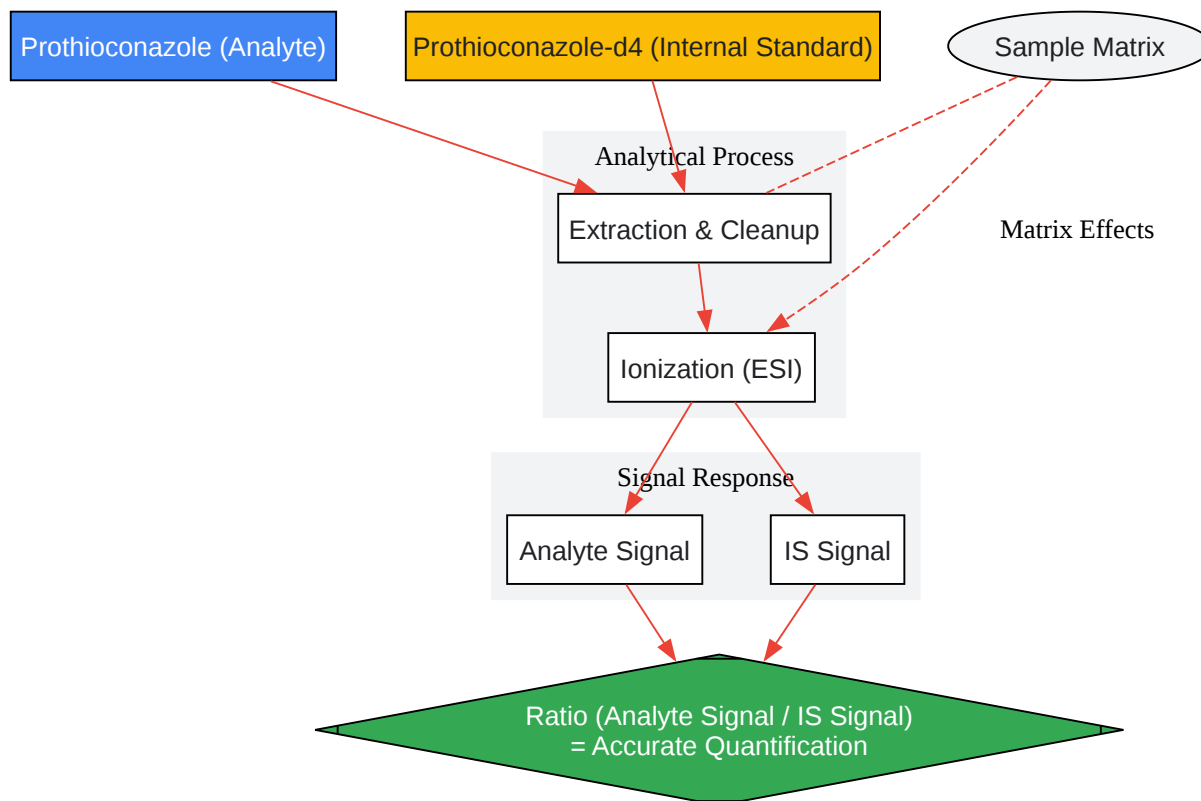 Prothioconazole (Analyte)
Prothioconazole-d4 (Internal Standard)
Sample Matrix
Analytical Process
Extraction & Cleanup
Matrix Effects
Ionization (ESI)
Signal Response
Analyte Signal
IS Signal
Ratio (Analyte Signal / IS Signal)
= Accurate Quantification